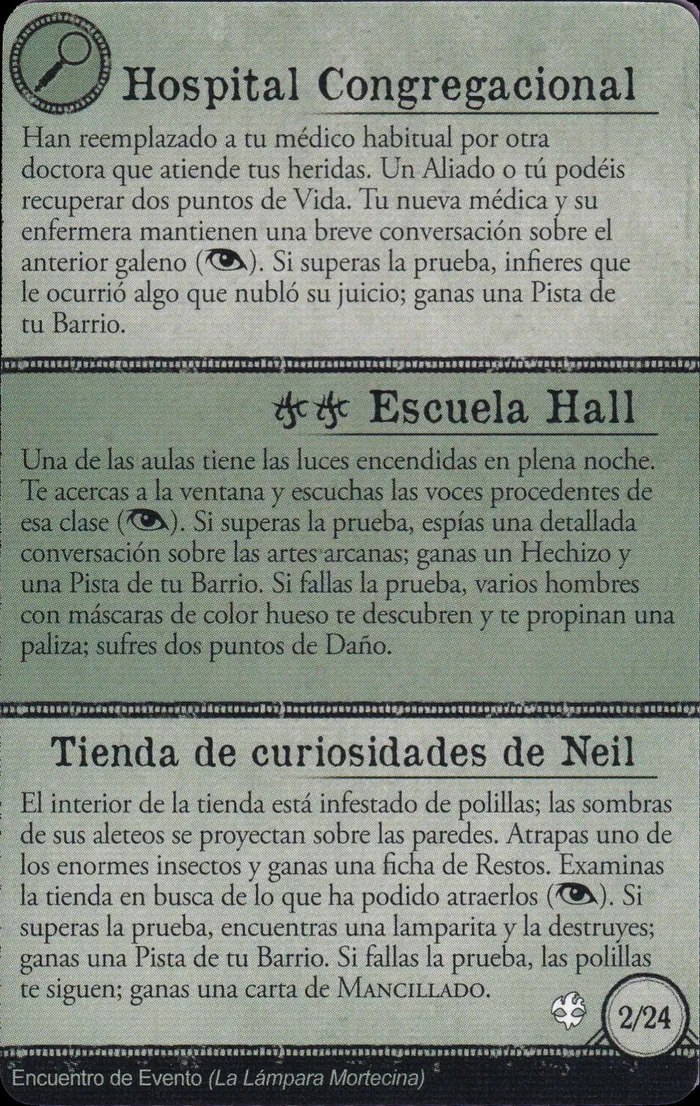 Hospital Congregacional
Han reemplazado a tu médico habitual por otra
doctora que atiende tus heridas. Un Aliado o tú podéis
recuperar dos puntos de Vida. Tu nueva médica y su
enfermera mantienen una breve conversación sobre el
anterior galeno (). Si superas la prueba, infieres que
le ocurrió algo que nubló su juicio; ganas una Pista de
tu Barrio.
Escuela Hall
Una de las aulas tiene las luces encendidas en plena noche.
Te acercas a la ventana y escuchas las voces procedentes de
esa clase (). Si superas la prueba, espías una detallada
conversación sobre las artes arcanas; ganas un Hechizo y
una Pista de tu Barrio. Si fallas la prueba, varios hombres
con máscaras de color hueso te descubren y te propinan una
paliza; sufres dos puntos de Daño.
Tienda de curiosidades de Neil
El interior de la tienda está infestado de polillas; las sombras
de sus aleteos se proyectan sobre las paredes. Atrapas uno de
los enormes insectos y ganas una ficha de Restos. Examinas
la tienda en busca de lo que ha podido atraerlos (). Si
superas la prueba, encuentras una lamparita y la destruyes;
ganas una Pista de tu Barrio. Si fallas la prueba, las polillas
te siguen; ganas una carta de MANCILLADO.
2/24
Encuentro de Evento (La Lámpara Mortecina)